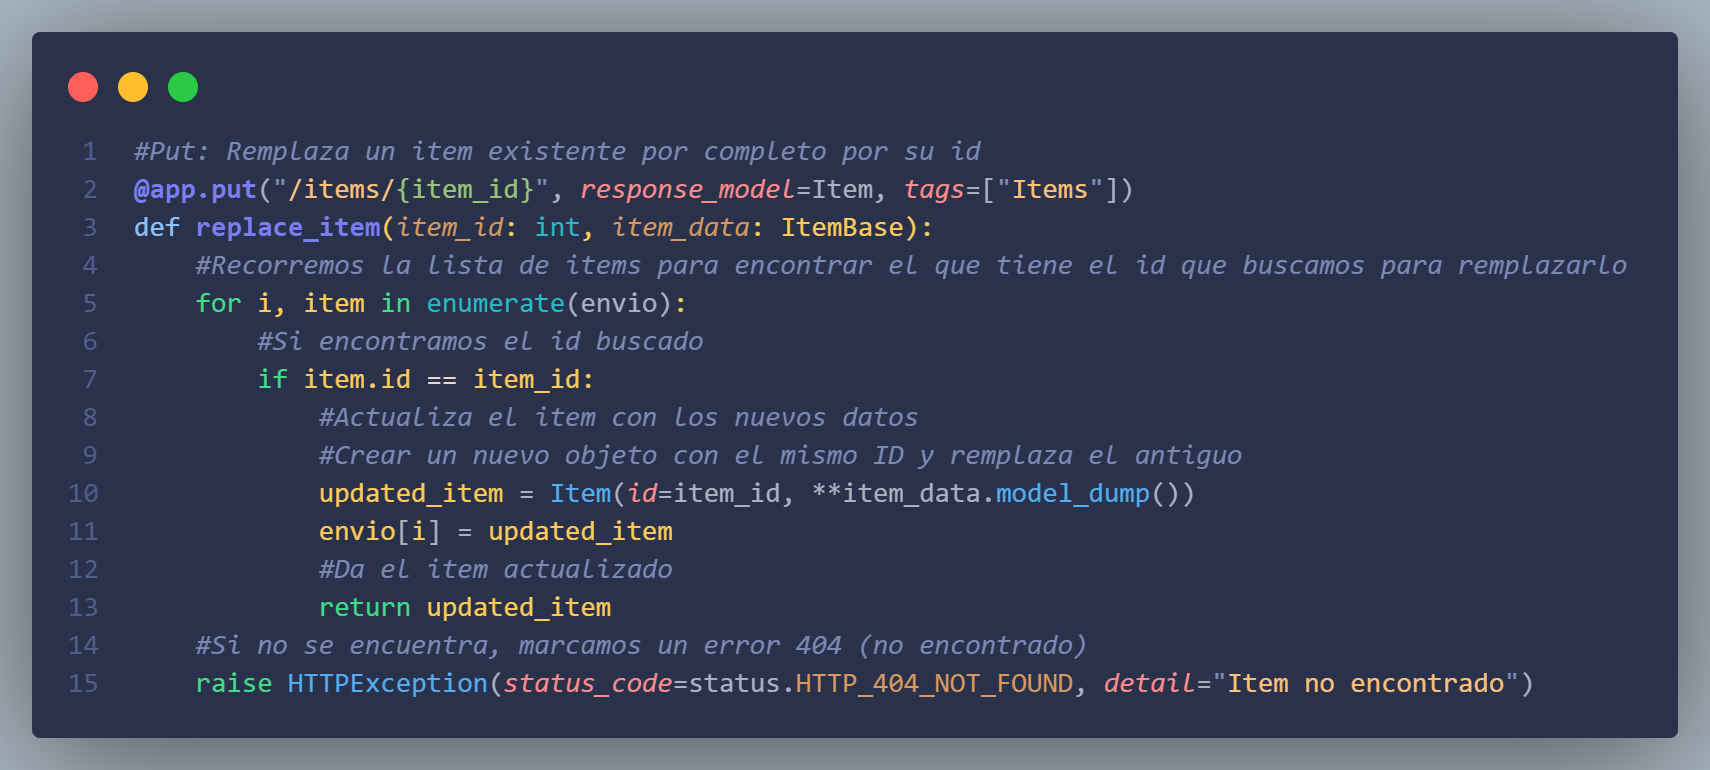 1 #Put: Remplaza un item existente por completo por su id
2 @app.put("/items/{item_id}", response_model=Item, tags=["Items"])
3 def replace_item(item_id: int, item_data: ItemBase):
4     #Recorremos la lista de items para encontrar el que tiene el id que buscamos para remplazarlo
5     for i, item in enumerate(envio):
6         #Si encontramos el id buscado
7         if item.id == item_id:
8             #Actualiza el item con los nuevos datos
9             #Crear un nuevo objeto con el mismo ID y remplaza el antiguo
10             updated_item = Item(id=item_id, **item_data.model_dump())
11             envio[i] = updated_item
12             #Da el item actualizado
13             return updated_item
14     #Si no se encuentra, marcamos un error 404 (no encontrado)
15     raise HTTPException(status_code=status.HTTP_404_NOT_FOUND, detail="Item no encontrado")